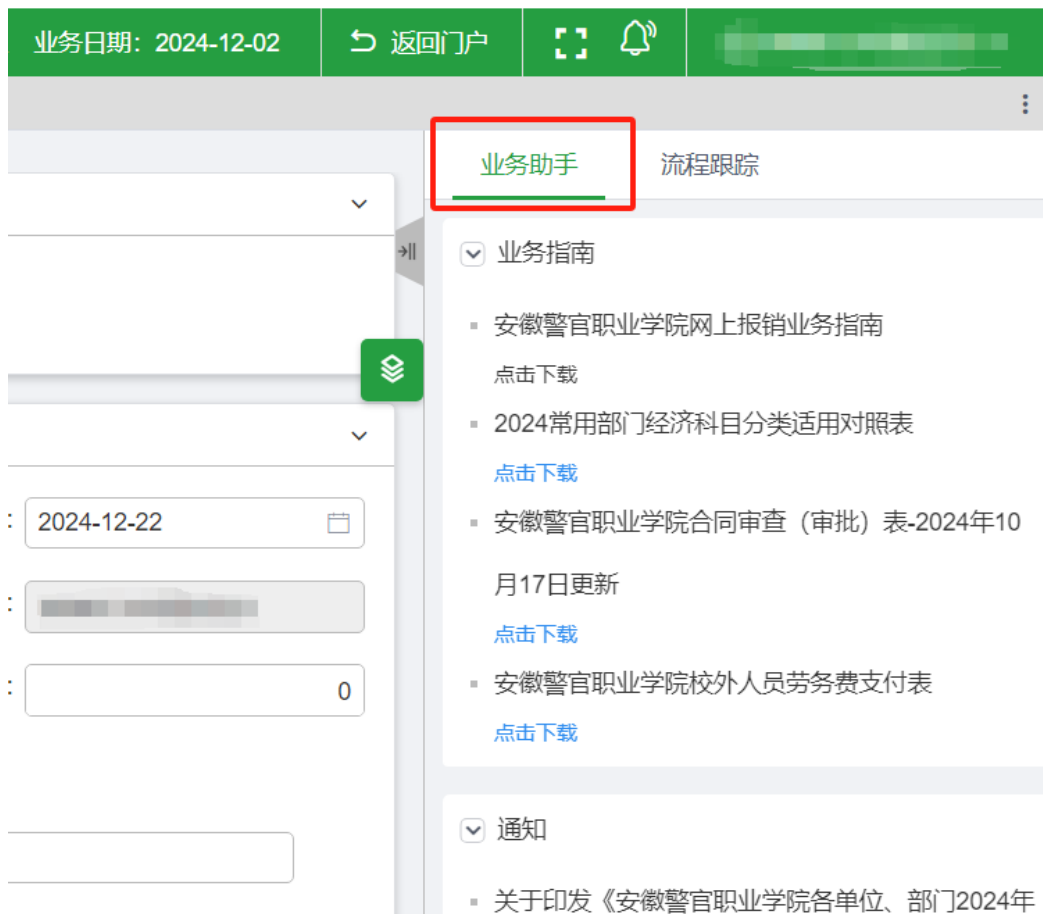 业务日期：2024-12-02
返回门户
业务助手
流程跟踪
业务指南
安徽警官职业学院网上报销业务指南
点击下载
2024常用部门经济科目分类适用对照表
点击下载
: 2024-12-22
安徽警官职业学院合同审查（审批）表-2024年10
月17日更新
:
点击下载
: 0
安徽警官职业学院校外人员劳务费支付表
点击下载
通知
关于印发《安徽警官职业学院各单位、部门2024年